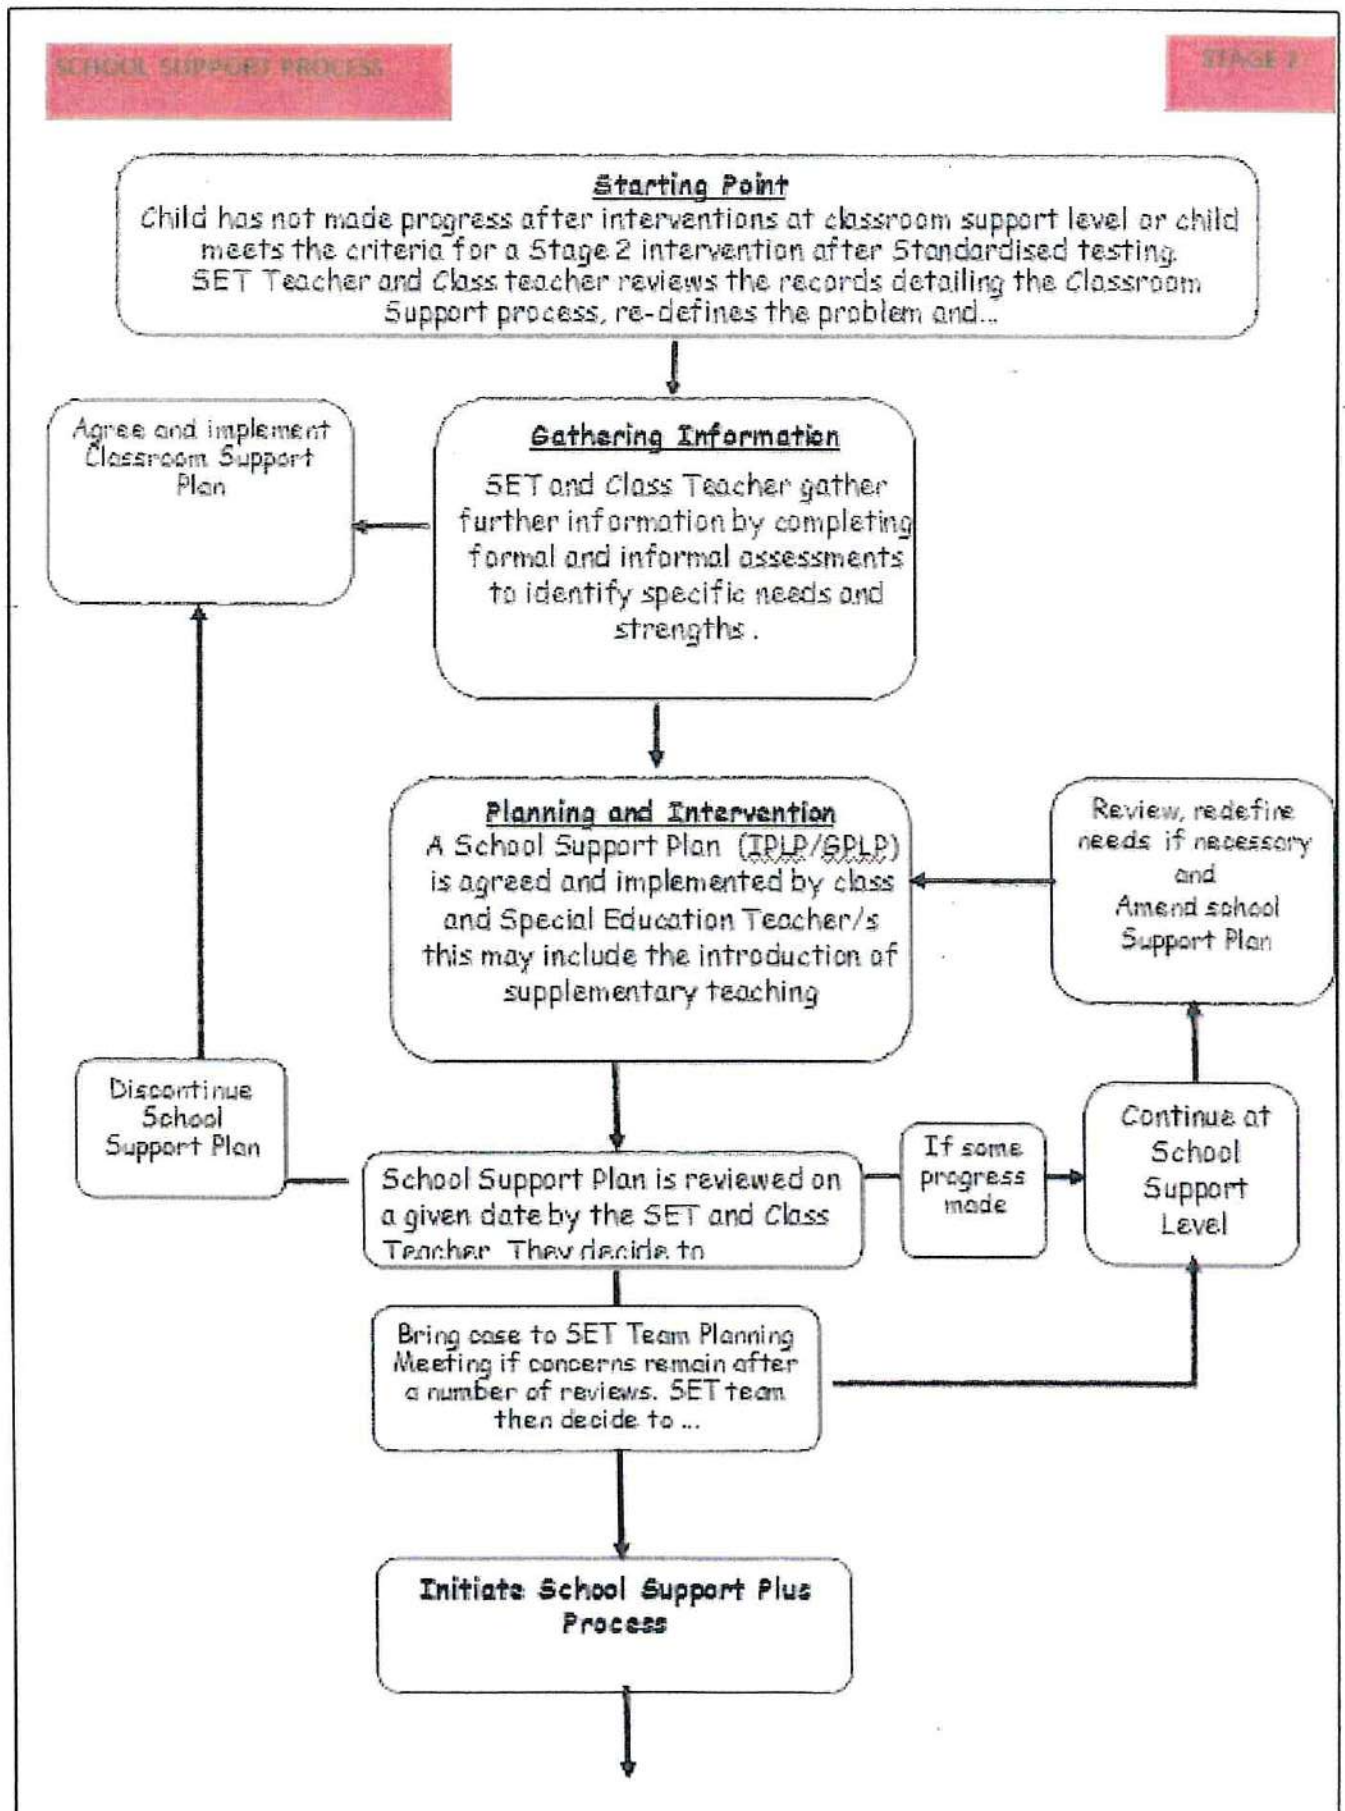 SCHOOL SUPPORT PROCESS
STAGE 2
Starting Point
Child has not made progress after interventions at classroom support level or child
meets the criteria for a Stage 2 intervention after Standardised testing.
SET Teacher and Class teacher reviews the records detailing the Classroom
Support process, re-defines the problem and...
Agree and implement
Classroom Support
Plan
Gathering Information
SET and Class Teacher gather
further information by completing
formal and informal assessments
to identify specific needs and
strengths .
Planning and Intervention
A School Support Plan (IPLP/GPLP)
is agreed and implemented by class
and Special Education Teacher/s
this may include the introduction of
supplementary teaching
Review, redefine
needs if necessary
and
Amend school
Support Plan
Discontinue
School
Support Plan
School Support Plan is reviewed on
a given date by the SET and Class
Teacher. They decide to
If some
progress
made
Continue at
School
Support
Level
Bring case to SET Team Planning
Meeting if concerns remain after
a number of reviews. SET team
then decide to ...
Initiate School Support Plus
Process